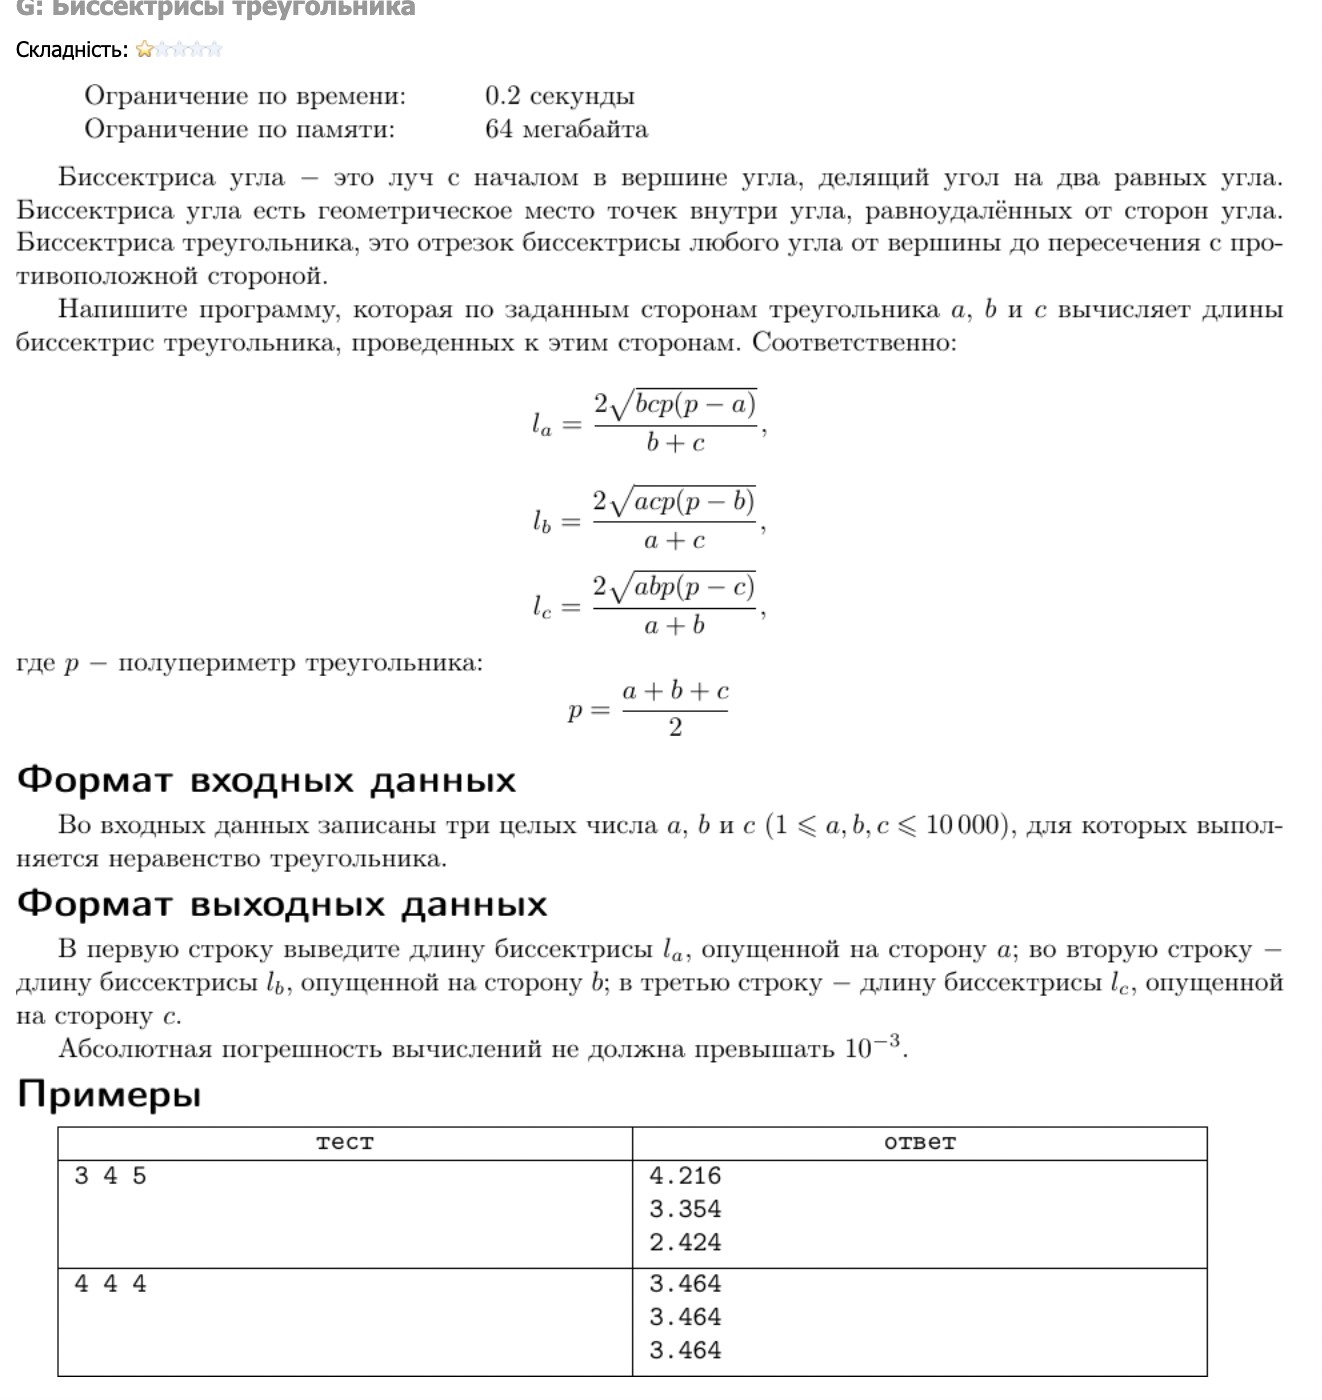 G: Биссектрисы треугольника
Складність:
Ограничение по времени: 0.2 секунды
Ограничение по памяти: 64 мегабайта
Биссектриса угла – это луч с началом в вершине угла, делящий угол на два равных угла.
Биссектриса угла есть геометрическое место точек внутри угла, равноудалённых от сторон угла.
Биссектриса треугольника, это отрезок биссектрисы любого угла от вершины до пересечения с про-
тивоположной стороной.
Напишите программу, которая по заданным сторонам треугольника a, b и c вычисляет длины
биссектрис треугольника, проведенных к этим сторонам. Соответственно:
l_a = \frac{2\sqrt{bcp(p − a)}}{b + c},
l_b = \frac{2\sqrt{acp(p − b)}}{a + c},
l_c = \frac{2\sqrt{abp(p − c)}}{a + b},
где p – полупериметр треугольника:
p = \frac{a + b + c}{2}
Формат входных данных
Во входных данных записаны три целых числа a, b и c (1 ⩽ a, b, c ⩽ 10 000), для которых выпол-
няется неравенство треугольника.
Формат выходных данных
В первую строку выведите длину биссектрисы l_a, опущенной на сторону a; во вторую строку –
длину биссектрисы l_b, опущенной на сторону b; в третью строку – длину биссектрисы l_c, опущенной
на сторону c.
Абсолютная погрешность вычислений не должна превышать 10^{−3}.
Примеры
тест ответ
3 4 5 4.216
3.354
2.424
4 4 4 3.464
3.464
3.464